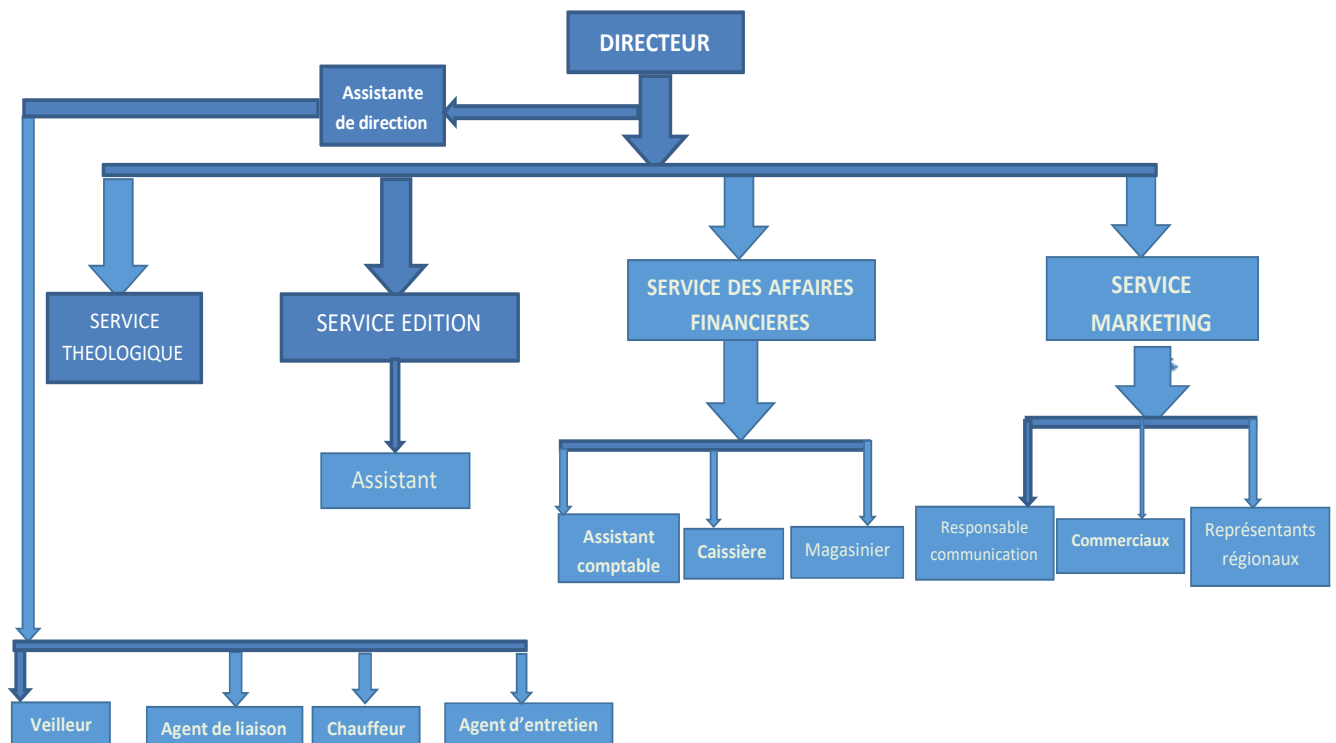 DIRECTEUR
Assistante
de direction
SERVICE
THEOLOGIQUE
SERVICE EDITION
SERVICE DES AFFAIRES
FINANCIERES
SERVICE
MARKETING
Assistant
Assistant
comptable
Caissière
Magasinier
Responsable
communication
Commerciaux
Représentants
régionaux
Veilleur
Agent de liaison
Chauffeur
Agent d’entretien